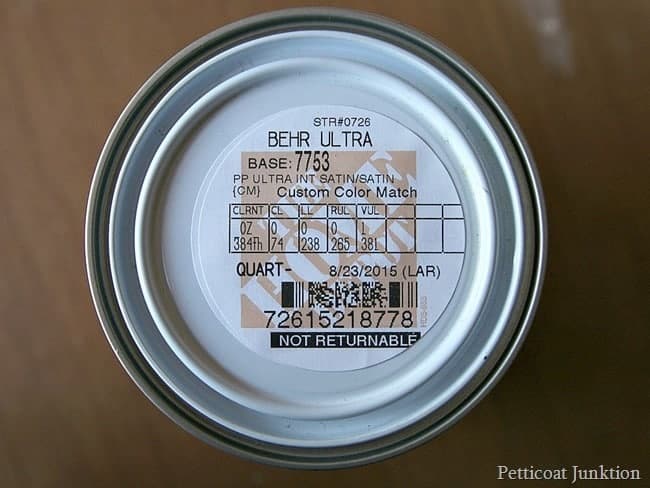 STR#0726
BEHR ULTRA
BASE: 7753
PP ULTRA INT SATIN/SATIN
{CM} Custom Color Match
CLRNT CL LL RUL VUL
OZ 0 0 0 0
384th 74 238 265 381
QUART- 8/23/2015 (LAR)
72615218778
NOT RETURNABLE
Petticoat Junktion